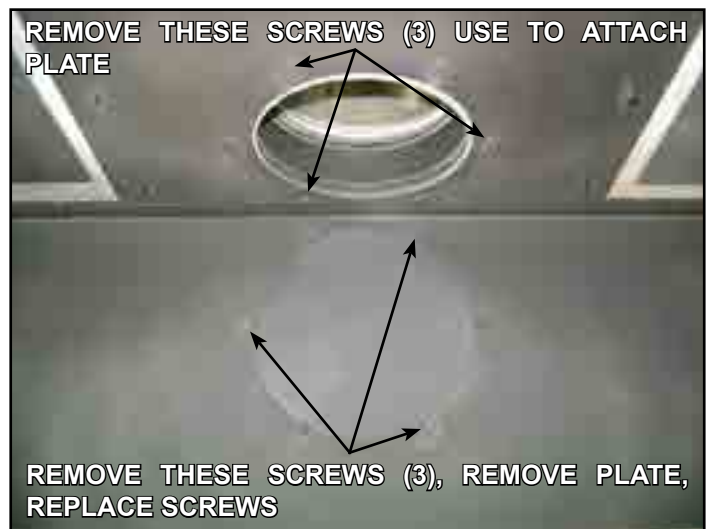 REMOVE THESE SCREWS (3) USE TO ATTACH
PLATE
REMOVE THESE SCREWS (3), REMOVE PLATE,
REPLACE SCREWS